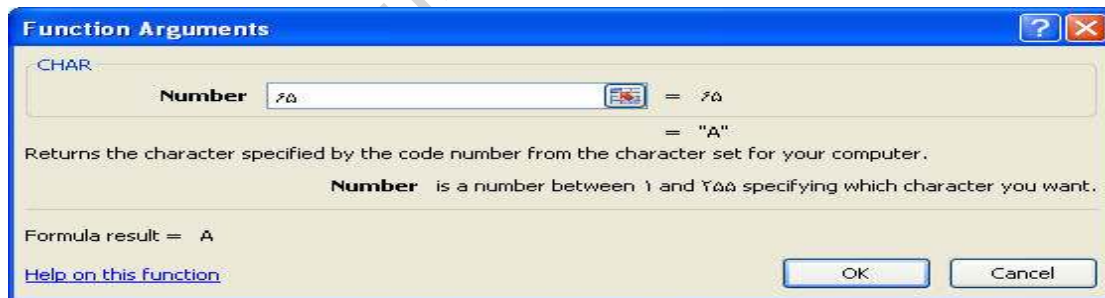 Function Arguments
CHAR
Number ۶۵ = ۶۵
= "A"
Returns the character specified by the code number from the character set for your computer.
Number is a number between ۱ and ۲۵۵ specifying which character you want.
Formula result = A
Help on this function
OK Cancel